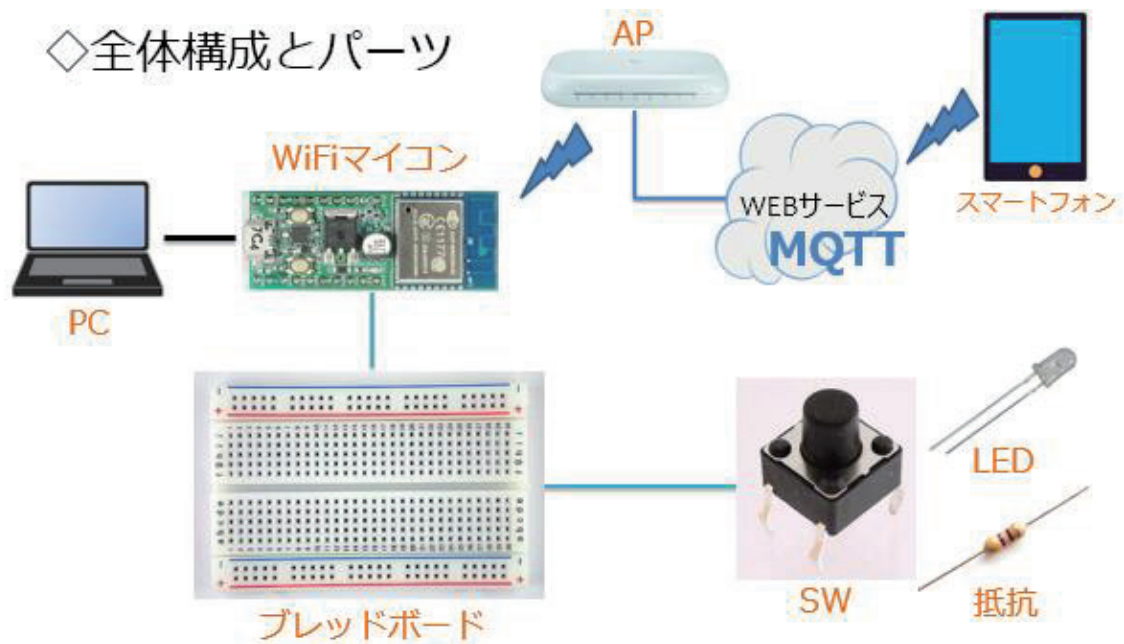 ◇全体構成とパーツ
AP
WiFiマイコン
WEBサービス
MQTT
スマートフォン
PC
LED
SW
抵抗
ブレッドボード